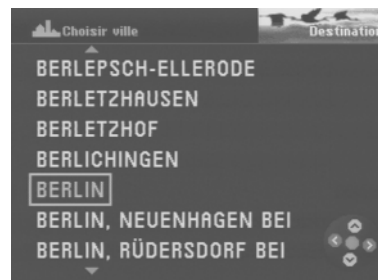 Choisir ville
Destination
BERLEPSCH-ELLERODE
BERLETZHAUSEN
BERLETZHOF
BERLICHINGEN
BERLIN
BERLIN, NEUENHAGEN BEI
BERLIN, RÜDERSDORF BEI